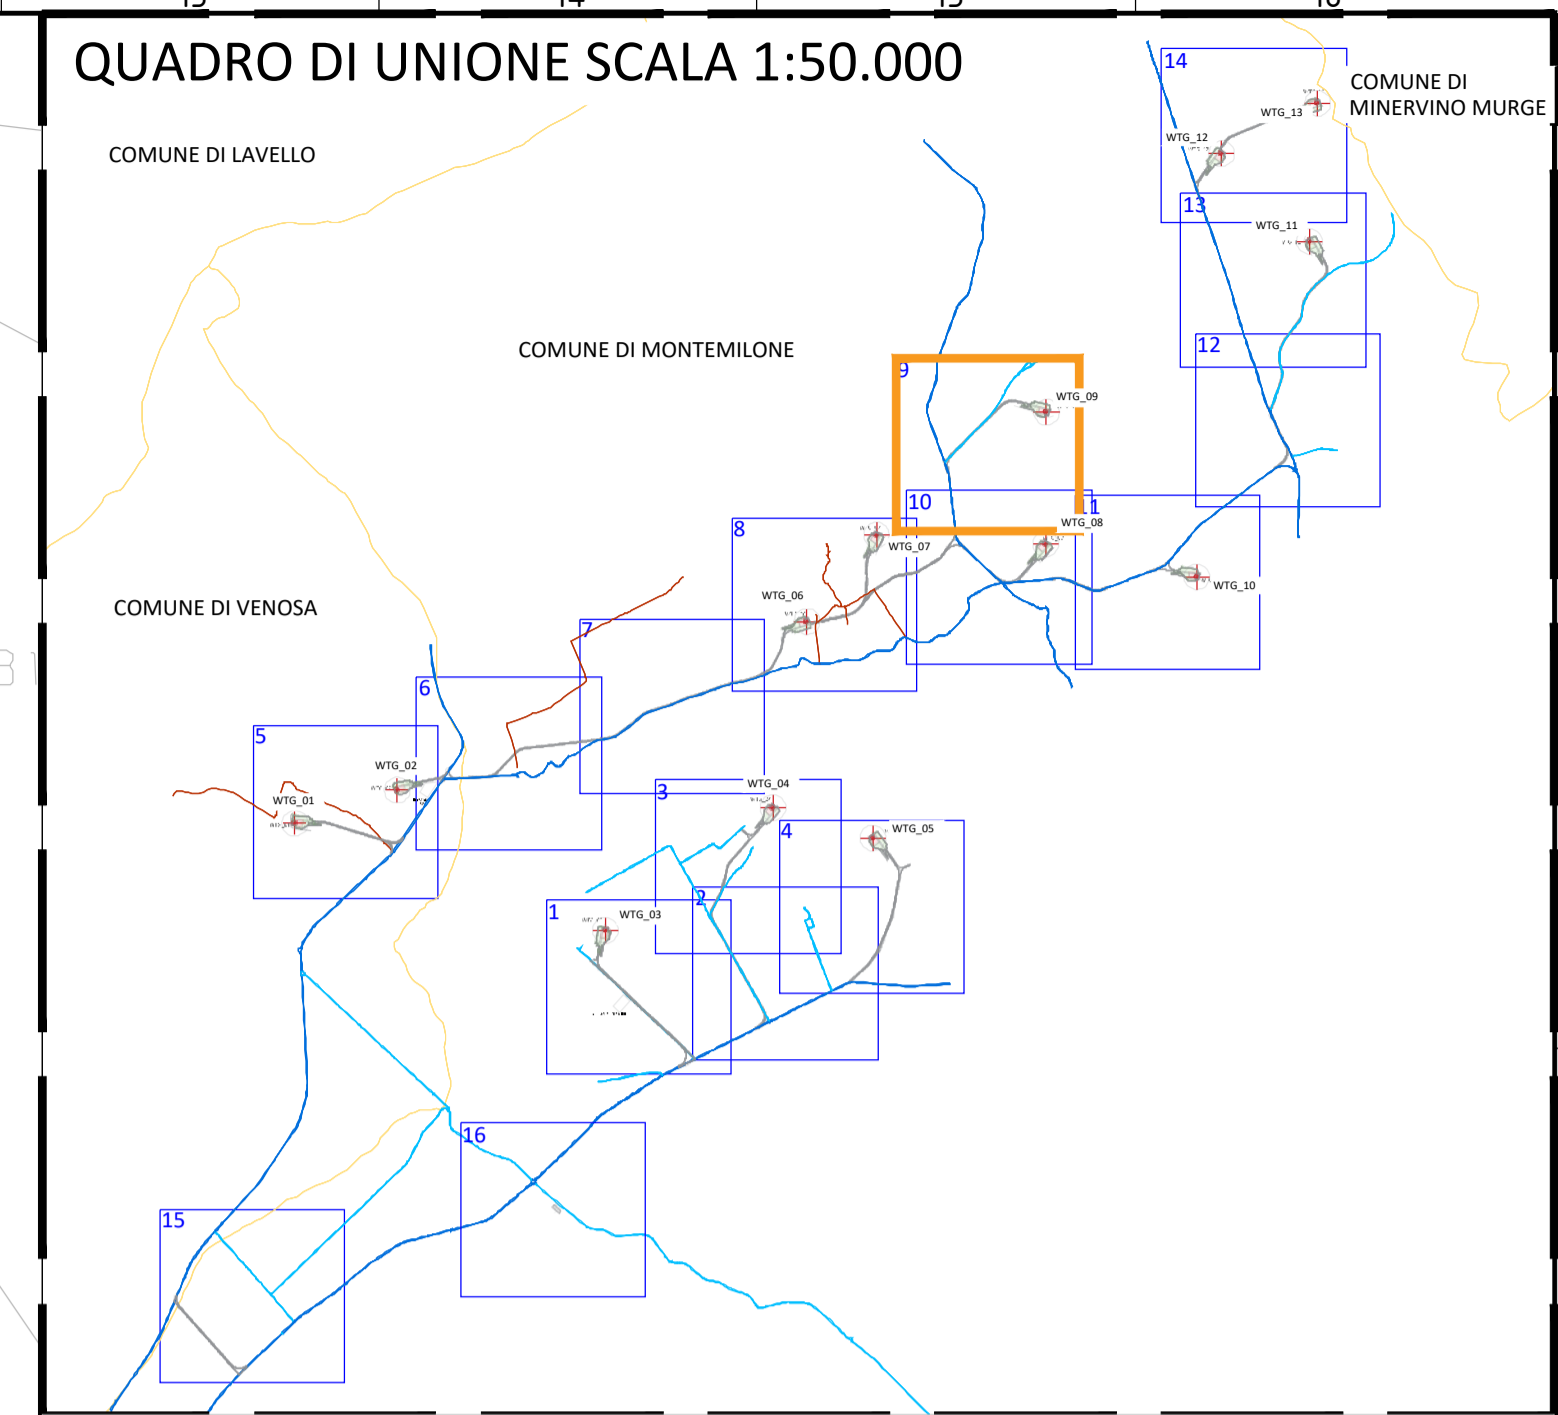 QUADRO DI UNIONE SCALA 1:50.000
14
COMUNE DI
MINERVINO MURGE
WTG_13
WTG_12
COMUNE DI LAVELLO
13
WTG_11
12
COMUNE DI MONTEMILONE
9
WTG_09
10
11
8
WTG_08
WTG_07
WTG_10
WTG_06
COMUNE DI VENOSA
7
6
5
WTG_02
WTG_01
3
WTG_04
4
WTG_05
2
1
WTG_03
16
15